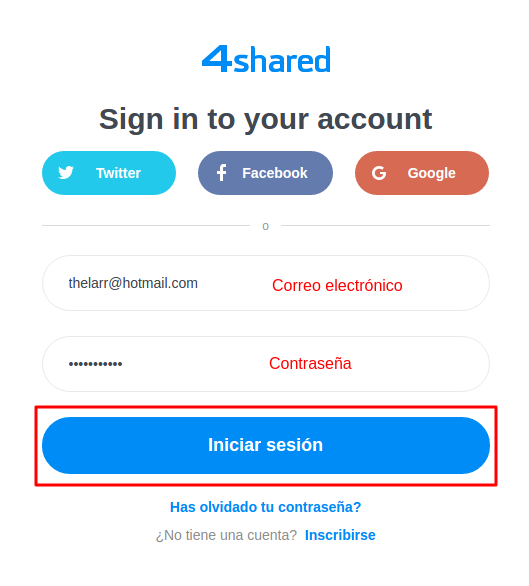 4shared
Sign in to your account
Twitter Facebook Google
o
thelarr@hotmail.com Correo electrónico
••••••••••• Contraseña
Iniciar sesión
Has olvidado tu contraseña?
¿No tiene una cuenta? Inscribirse